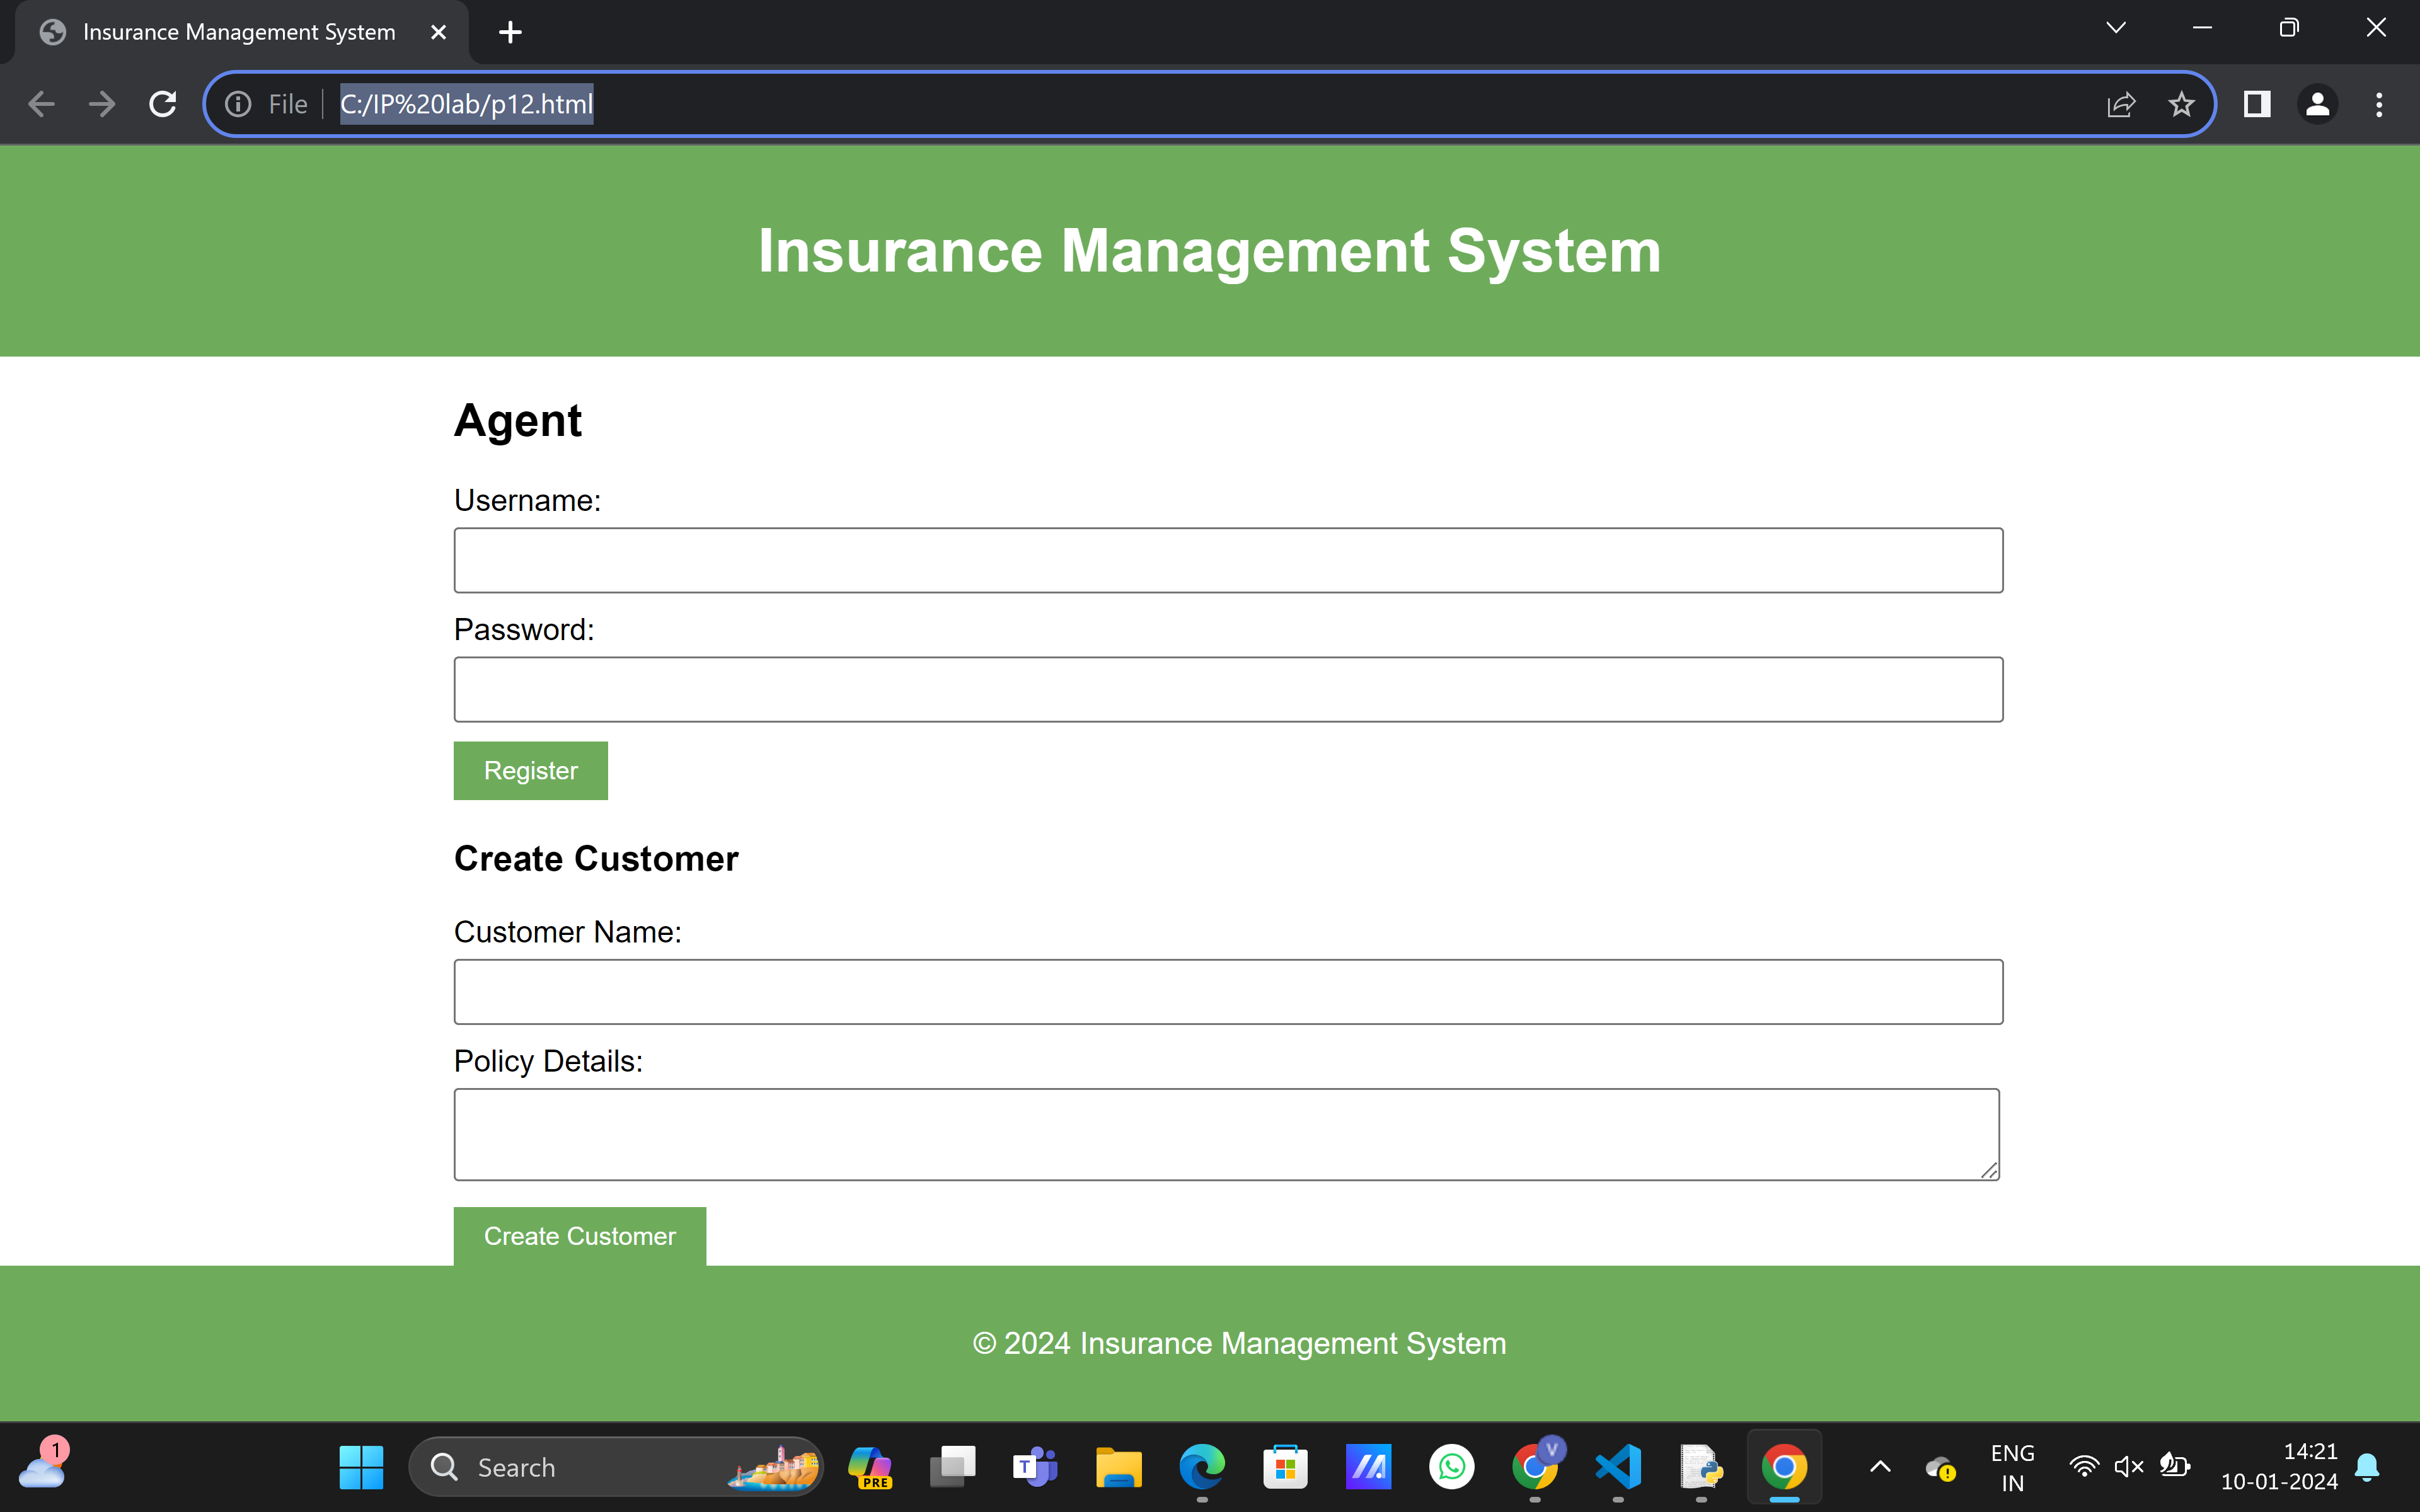 Insurance Management System
File
C:/IP%20lab/p12.html
Insurance Management System
Agent
Username:
Password:
Register
Create Customer
Customer Name:
Policy Details:
Create Customer
© 2024 Insurance Management System
1
Search
PRE
T
V
ENG
IN
14:21
10-01-2024